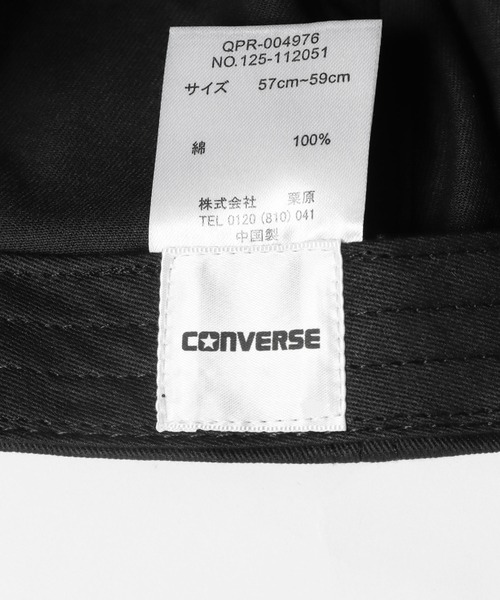 QPR-004976
NO.125-112051
サイズ 57cm~59cm
綿 100%
株式会社 栗原
TEL 0120 (810) 041
中国製
CONVERSE